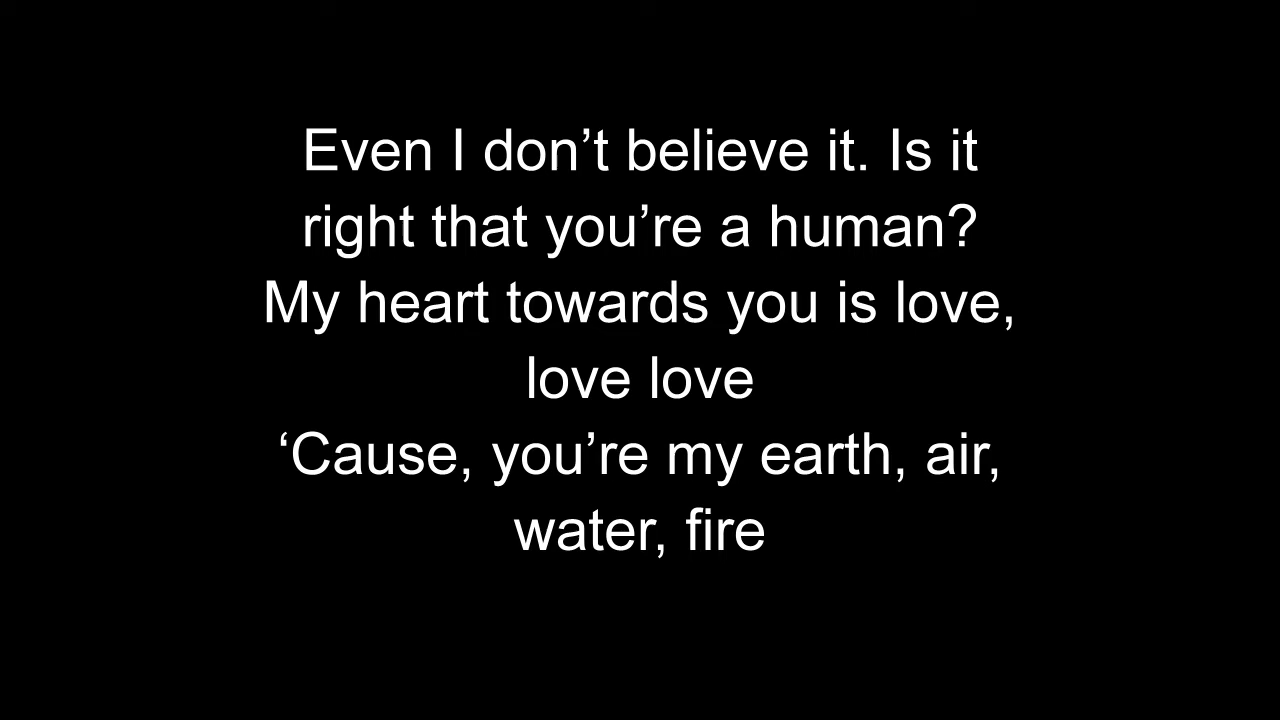 Even I don’t believe it. Is it
right that you’re a human?
My heart towards you is love,
love love
‘Cause, you’re my earth, air,
water, fire